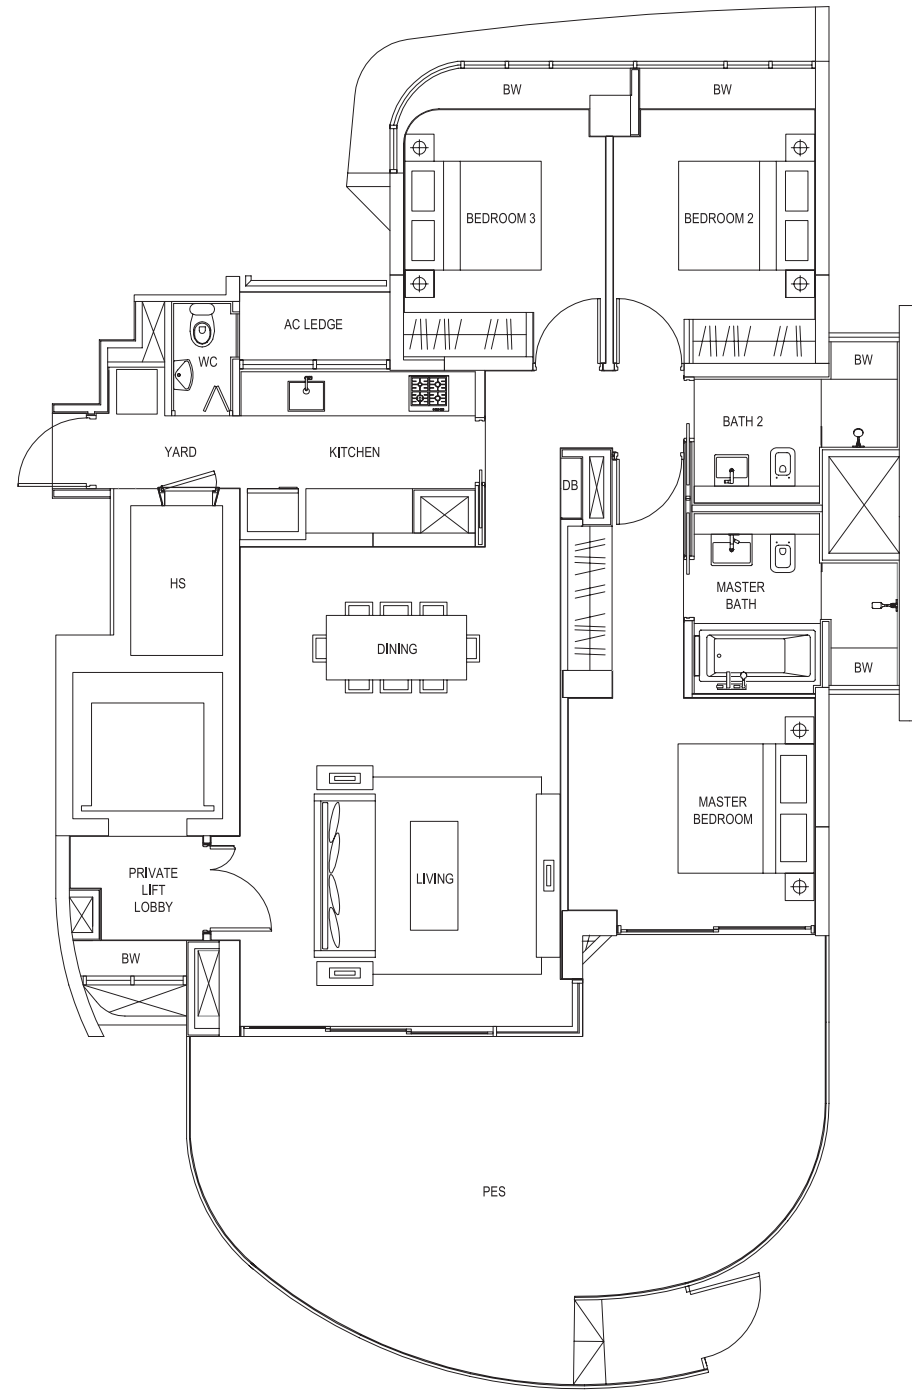 BW
BW
BEDROOM 3
BEDROOM 2
AC LEDGE
WC
BW
BATH 2
YARD
KITCHEN
DB
HS
MASTER
BATH
DINING
BW
MASTER
BEDROOM
LIVING
PRIVATE
LIFT
LOBBY
BW
PES